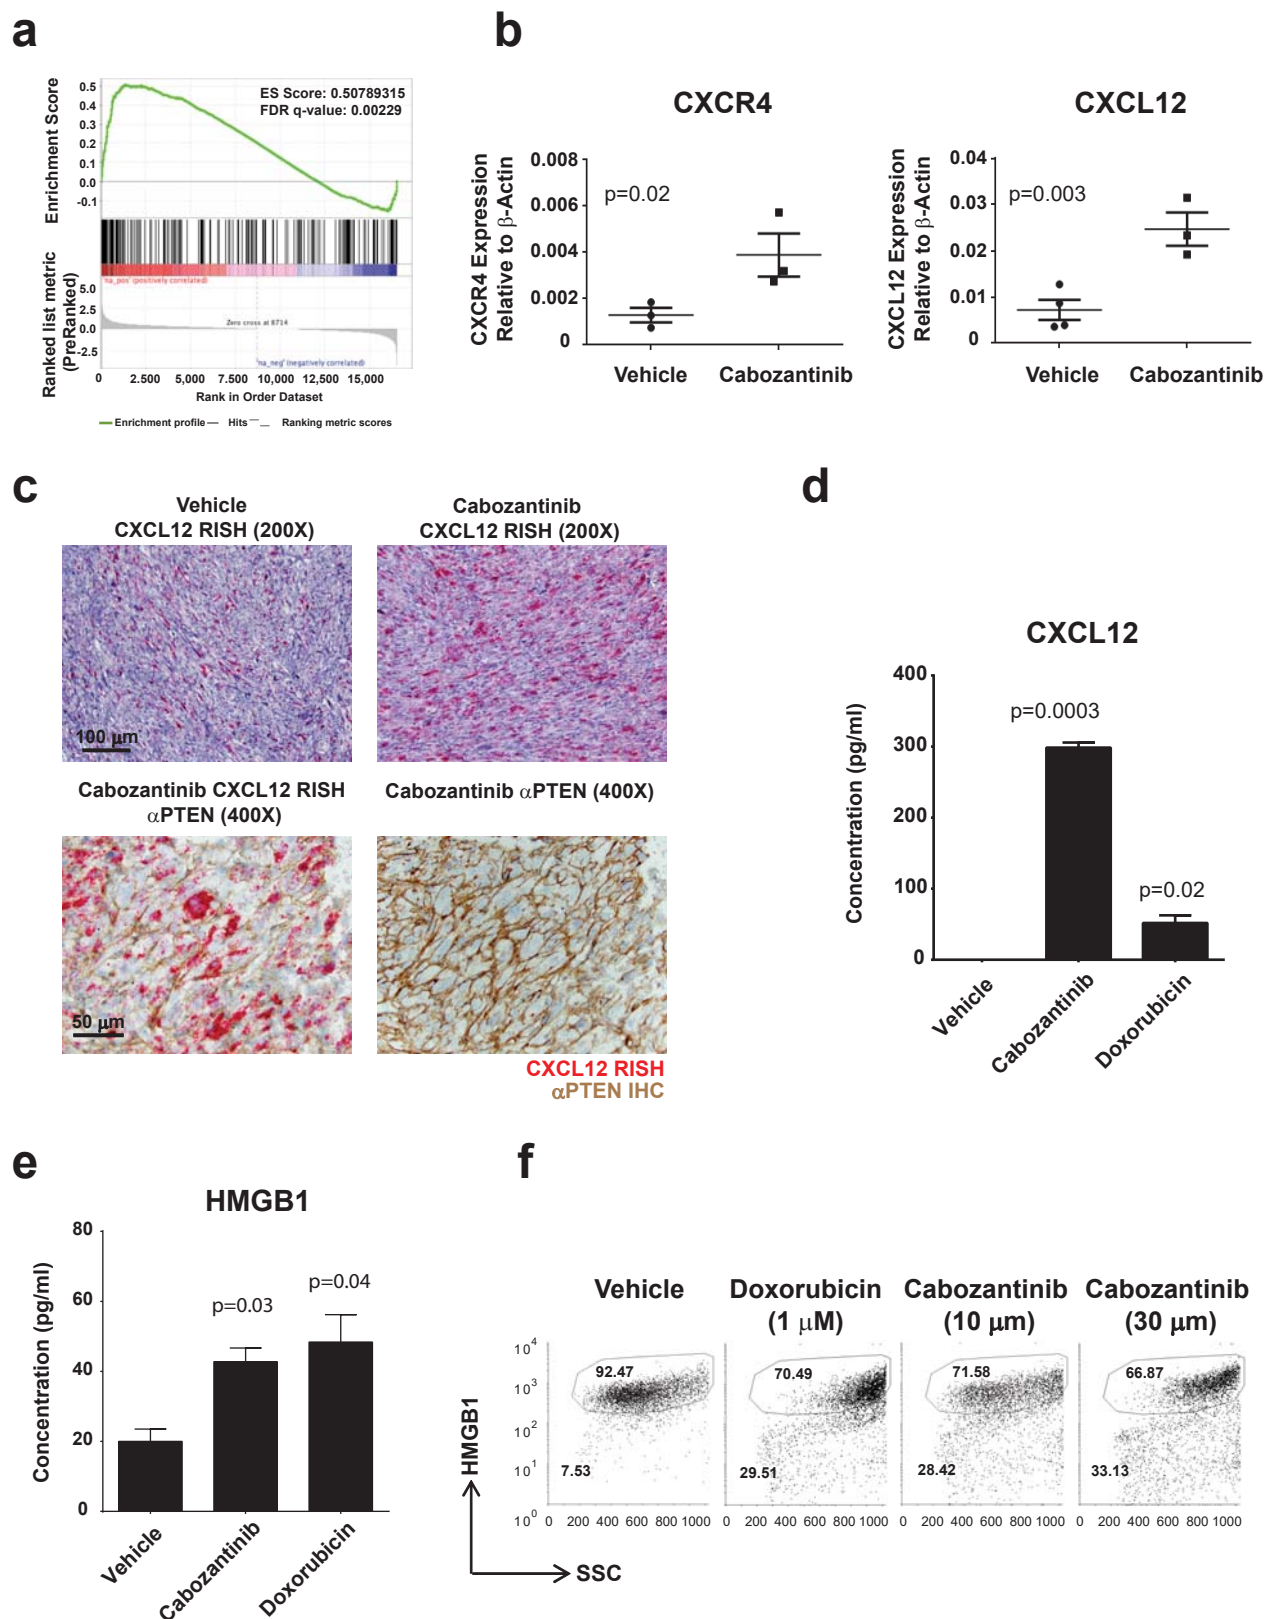 a
ES Score: 0.50789315
FDR q-value: 0.00229
Enrichment Score
0.5
0.4
0.3
0.2
0.1
0.0
-0.1
'na_pos' (positively correlated)
Ranked list metric
(PreRanked)
5.0
2.5
0.0
-2.5
Zero cross at 8714
'na_neg' (negatively correlated)
0 2.500 5,000 7.500 10,000 12,500 15,000
Rank in Order Dataset
Enrichment profile Hits Ranking metric scores
b
CXCR4
CXCR4 Expression
Relative to β-Actin
0.008
0.006
0.004
0.002
0
p=0.02
Vehicle Cabozantinib
CXCL12
CXCL12 Expression
Relative to β-Actin
0.04
0.03
0.02
0.01
0
p=0.003
Vehicle Cabozantinib
c
Vehicle
CXCL12 RISH (200X)
Cabozantinib
CXCL12 RISH (200X)
100 μm
Cabozantinib CXCL12 RISH
αPTEN (400X)
Cabozantinib αPTEN (400X)
50 μm
CXCL12 RISH
αPTEN IHC
d
CXCL12
Concentration (pg/ml)
400
300
200
100
0
p=0.0003
p=0.02
Vehicle
Cabozantinib
Doxorubicin
e
HMGB1
Concentration (pg/ml)
80
60
40
20
0
p=0.03
p=0.04
Vehicle
Cabozantinib
Doxorubicin
f
Vehicle
Doxorubicin
(1 μM)
Cabozantinib
(10 μm)
Cabozantinib
(30 μm)
HMGB1
10⁴
10³
10²
10¹
10⁰
92.47
7.53
70.49
29.51
71.58
28.42
66.87
33.13
0 200 400 600 800 1000
0 200 400 600 800 1000
0 200 400 600 800 1000
0 200 400 600 800 1000
SSC